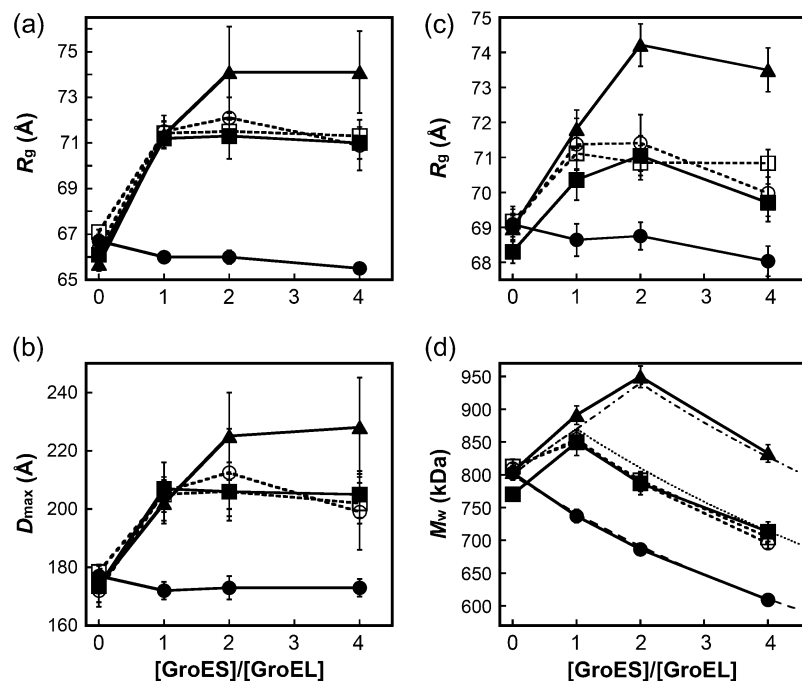 (a)
75
73
71
69
67
65
Rg (Å)
0 1 2 3 4
(c)
75
74
73
72
71
70
69
68
Rg (Å)
0 1 2 3 4
(b)
240
220
200
180
160
Dmax (Å)
0 1 2 3 4
[GroES]/[GroEL]
(d)
950
900
850
800
750
700
650
600
Mw (kDa)
0 1 2 3 4
[GroES]/[GroEL]